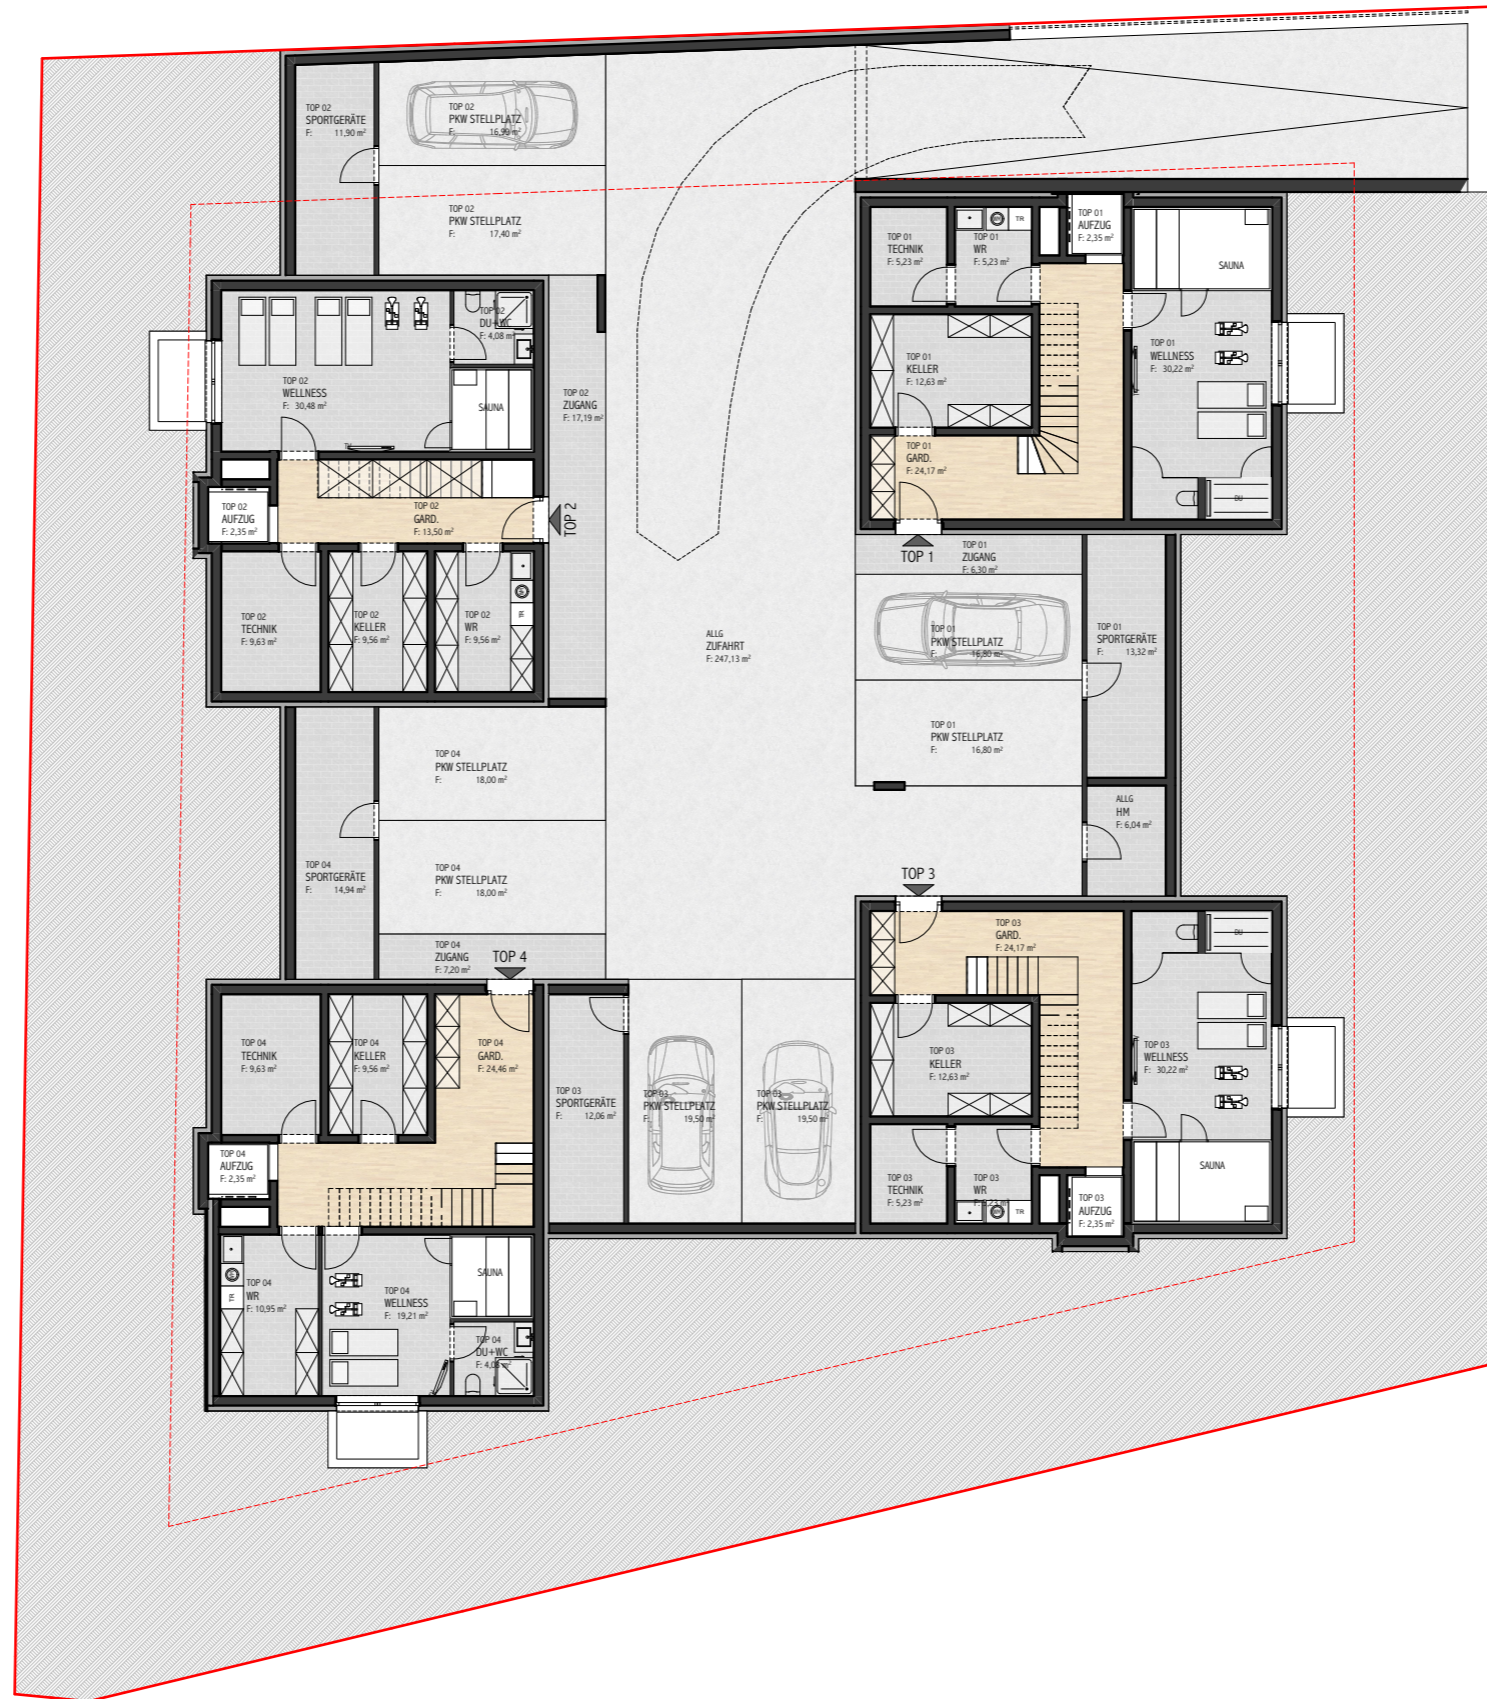 TOP 02
SPORTGERÄTE
F: 11,90 m²
TOP 02
PKW STELLPLATZ
F: 16,99 m²
TOP 02
PKW STELLPLATZ
F: 17,40 m²
TOP 01
TECHNIK
F: 5,23 m²
TOP 01
WR
F: 5,23 m²
TR
TOP 01
AUFZUG
F: 2,35 m²
SAUNA
TOP 02
DU+WC
F: 4,08 m²
TOP 02
WELLNESS
F: 30,48 m²
SAUNA
TOP 02
ZUGANG
F: 17,19 m²
TOP 01
KELLER
F: 12,63 m²
TOP 01
WELLNESS
F: 30,22 m²
TOP 01
GARD.
F: 24,17 m²
DU
TOP 02
AUFZUG
F: 2,35 m²
TOP 02
GARD.
F: 13,50 m²
TOP 2
TOP 1
TOP 01
ZUGANG
F: 6,30 m²
TOP 02
TECHNIK
F: 9,63 m²
TOP 02
KELLER
F: 9,56 m²
TOP 02
WR
F: 9,56 m²
TR
ALLG
ZUFAHRT
F: 247,13 m²
TOP 01
PKW STELLPLATZ
F: 16,80 m²
TOP 01
SPORTGERÄTE
F: 13,32 m²
TOP 01
PKW STELLPLATZ
F: 16,80 m²
TOP 04
PKW STELLPLATZ
F: 18,00 m²
ALLG
HM
F: 6,04 m²
TOP 04
SPORTGERÄTE
F: 14,94 m²
TOP 04
PKW STELLPLATZ
F: 18,00 m²
TOP 3
TOP 04
ZUGANG
F: 7,20 m²
TOP 4
TOP 03
GARD.
F: 24,17 m²
DU
TOP 04
TECHNIK
F: 9,63 m²
TOP 04
KELLER
F: 9,56 m²
TOP 04
GARD.
F: 24,46 m²
TOP 03
SPORTGERÄTE
F: 12,06 m²
TOP 03
PKW STELLPLATZ
F: 19,50 m²
TOP 03
PKW STELLPLATZ
F: 19,50 m²
TOP 03
KELLER
F: 12,63 m²
TOP 03
WELLNESS
F: 30,22 m²
TOP 04
AUFZUG
F: 2,35 m²
TOP 03
TECHNIK
F: 5,23 m²
TOP 03
WR
F: 5,23 m²
TR
TOP 03
AUFZUG
F: 2,35 m²
SAUNA
TOP 04
WR
F: 10,95 m²
TR
TOP 04
WELLNESS
F: 19,21 m²
SAUNA
TOP 04
DU+WC
F: 4,08 m²